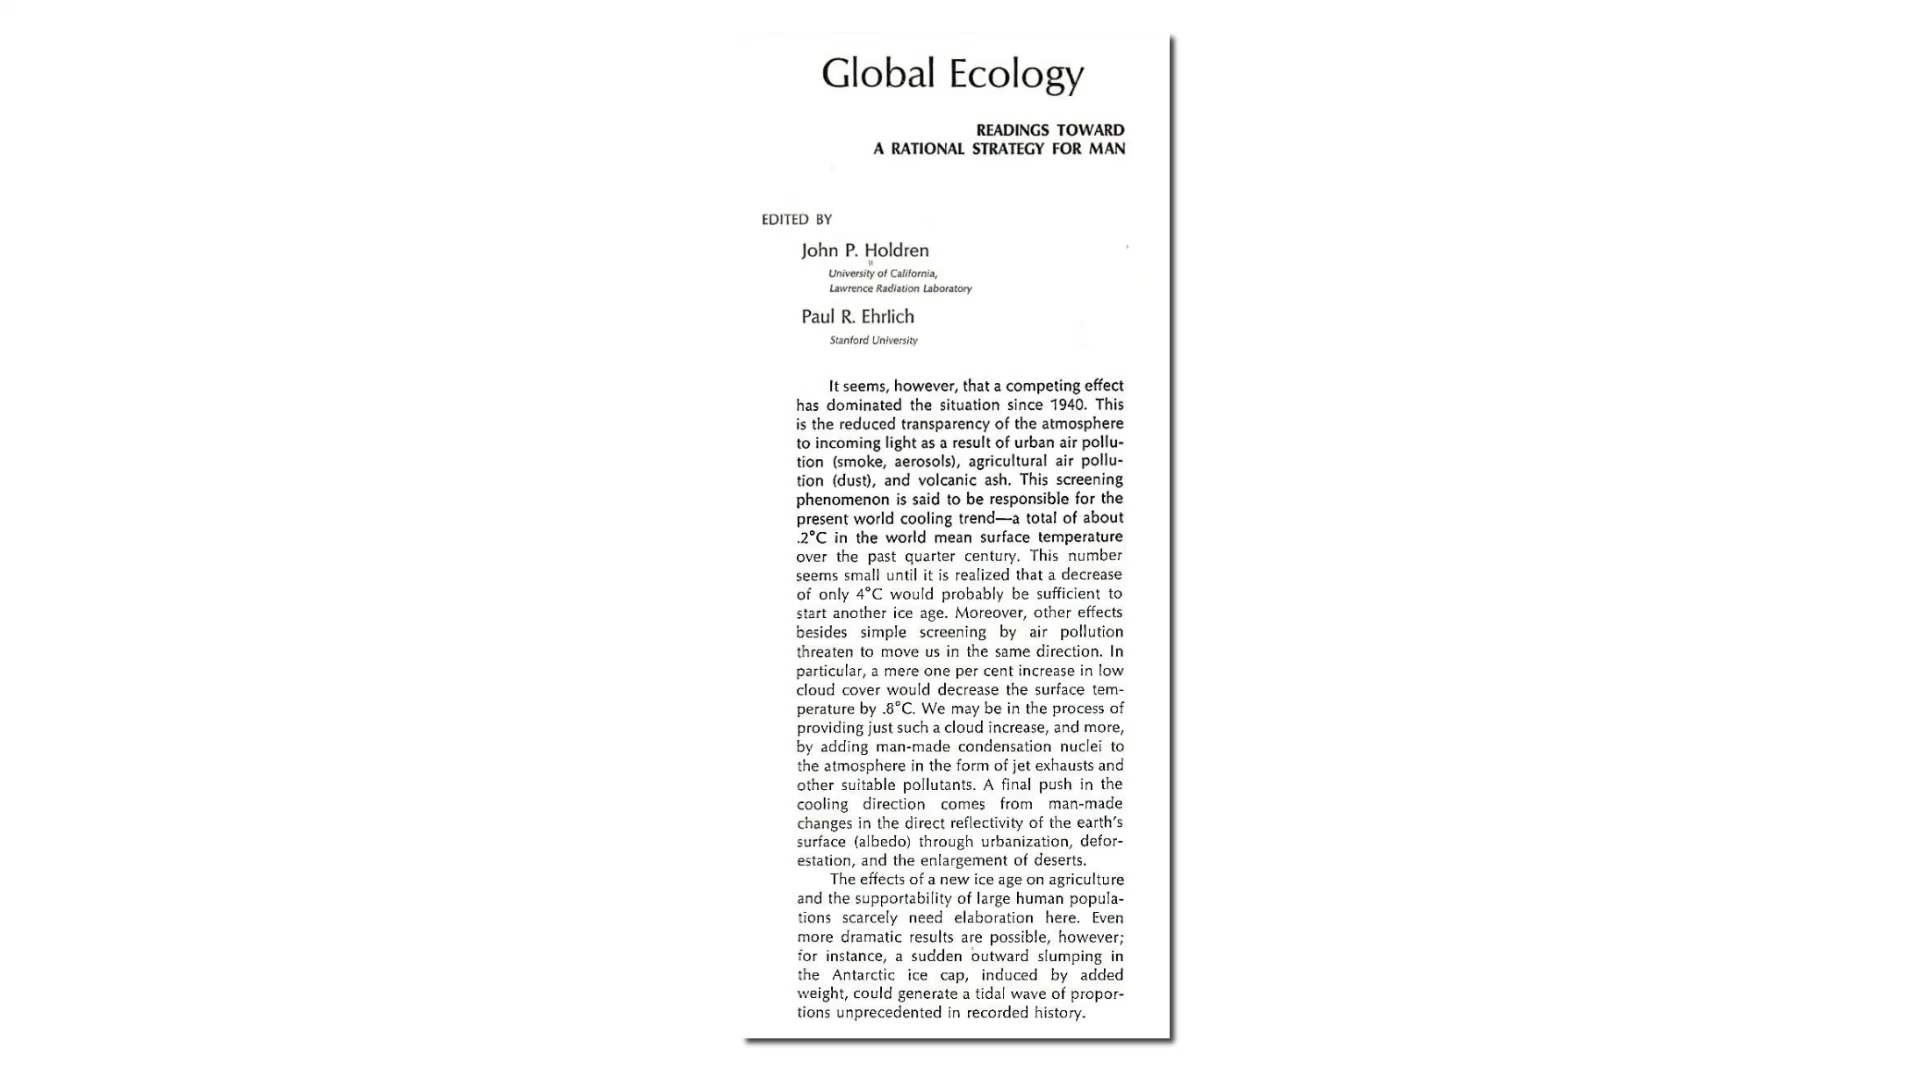 Global Ecology
READINGS TOWARD
A RATIONAL STRATEGY FOR MAN
EDITED BY
John P. Holdren
University of California,
Lawrence Radiation Laboratory
Paul R. Ehrlich
Stanford University
It seems, however, that a competing effect
has dominated the situation since 1940. This
is the reduced transparency of the atmosphere
to incoming light as a result of urban air pollu-
tion (smoke, aerosols), agricultural air pollu-
tion (dust), and volcanic ash. This screening
phenomenon is said to be responsible for the
present world cooling trend—a total of about
.2°C in the world mean surface temperature
over the past quarter century. This number
seems small until it is realized that a decrease
of only 4°C would probably be sufficient to
start another ice age. Moreover, other effects
besides simple screening by air pollution
threaten to move us in the same direction. In
particular, a mere one per cent increase in low
cloud cover would decrease the surface tem-
perature by .8°C. We may be in the process of
providing just such a cloud increase, and more,
by adding man-made condensation nuclei to
the atmosphere in the form of jet exhausts and
other suitable pollutants. A final push in the
cooling direction comes from man-made
changes in the direct reflectivity of the earth's
surface (albedo) through urbanization, defor-
estation, and the enlargement of deserts.
The effects of a new ice age on agriculture
and the supportability of large human popula-
tions scarcely need elaboration here. Even
more dramatic results are possible, however;
for instance, a sudden outward slumping in
the Antarctic ice cap, induced by added
weight, could generate a tidal wave of propor-
tions unprecedented in recorded history.